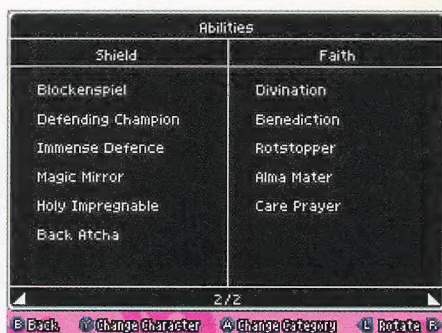 Abilities
Shield
Faith
Blockenspiel
Divination
Defending Champion
Benediction
Immense Defence
Rotstopper
Magic Mirror
Alma Mater
Holy Impregnable
Care Prayer
Back Atcha
2/2
B Back Y Change Character A Change Category L Rotate R